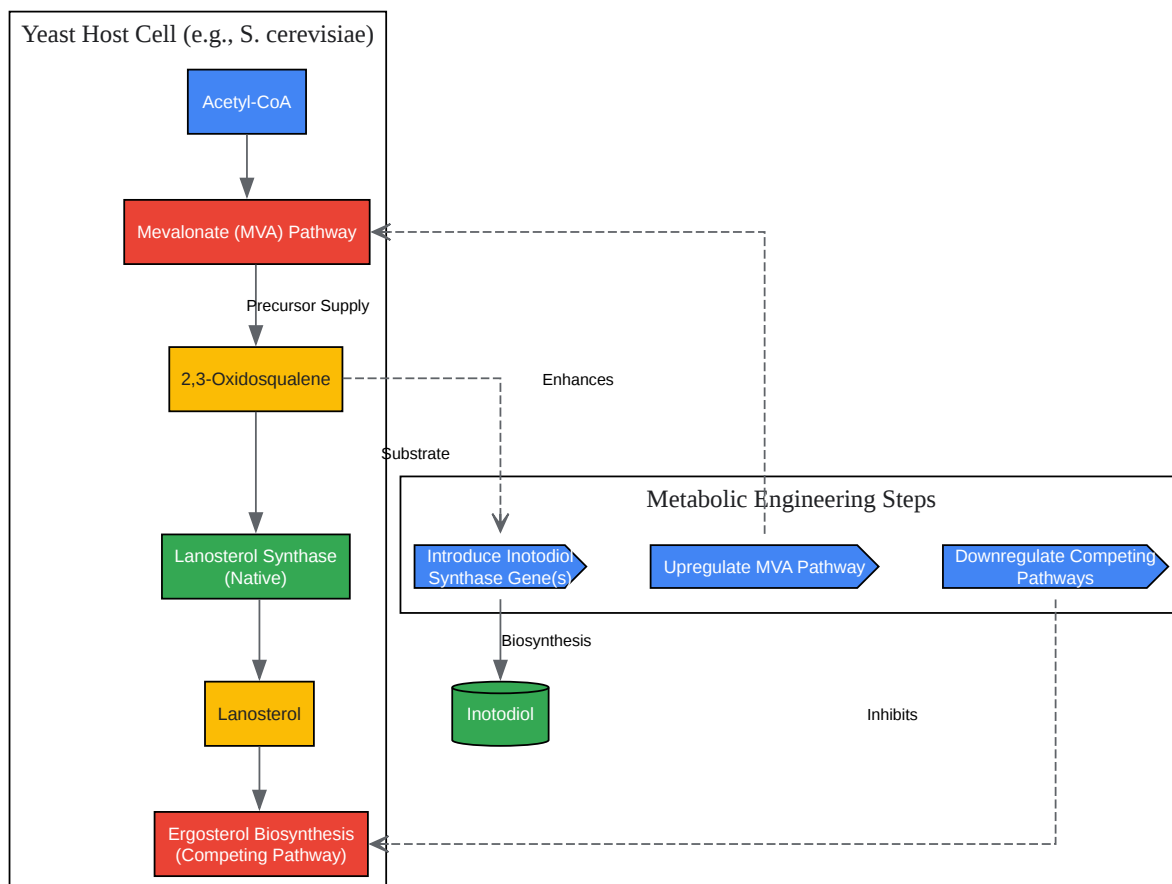 Yeast Host Cell (e.g., S. cerevisiae)
Acetyl-CoA
Mevalonate (MVA) Pathway
Precursor Supply
2,3-Oxidosqualene
Enhances
Substrate
Metabolic Engineering Steps
Lanosterol Synthase
(Native)
Introduce Inotodiol
Synthase Gene(s)
Upregulate MVA Pathway
Downregulate Competing
Pathways
Biosynthesis
Lanosterol
Inotodiol
Inhibits
Ergosterol Biosynthesis
(Competing Pathway)